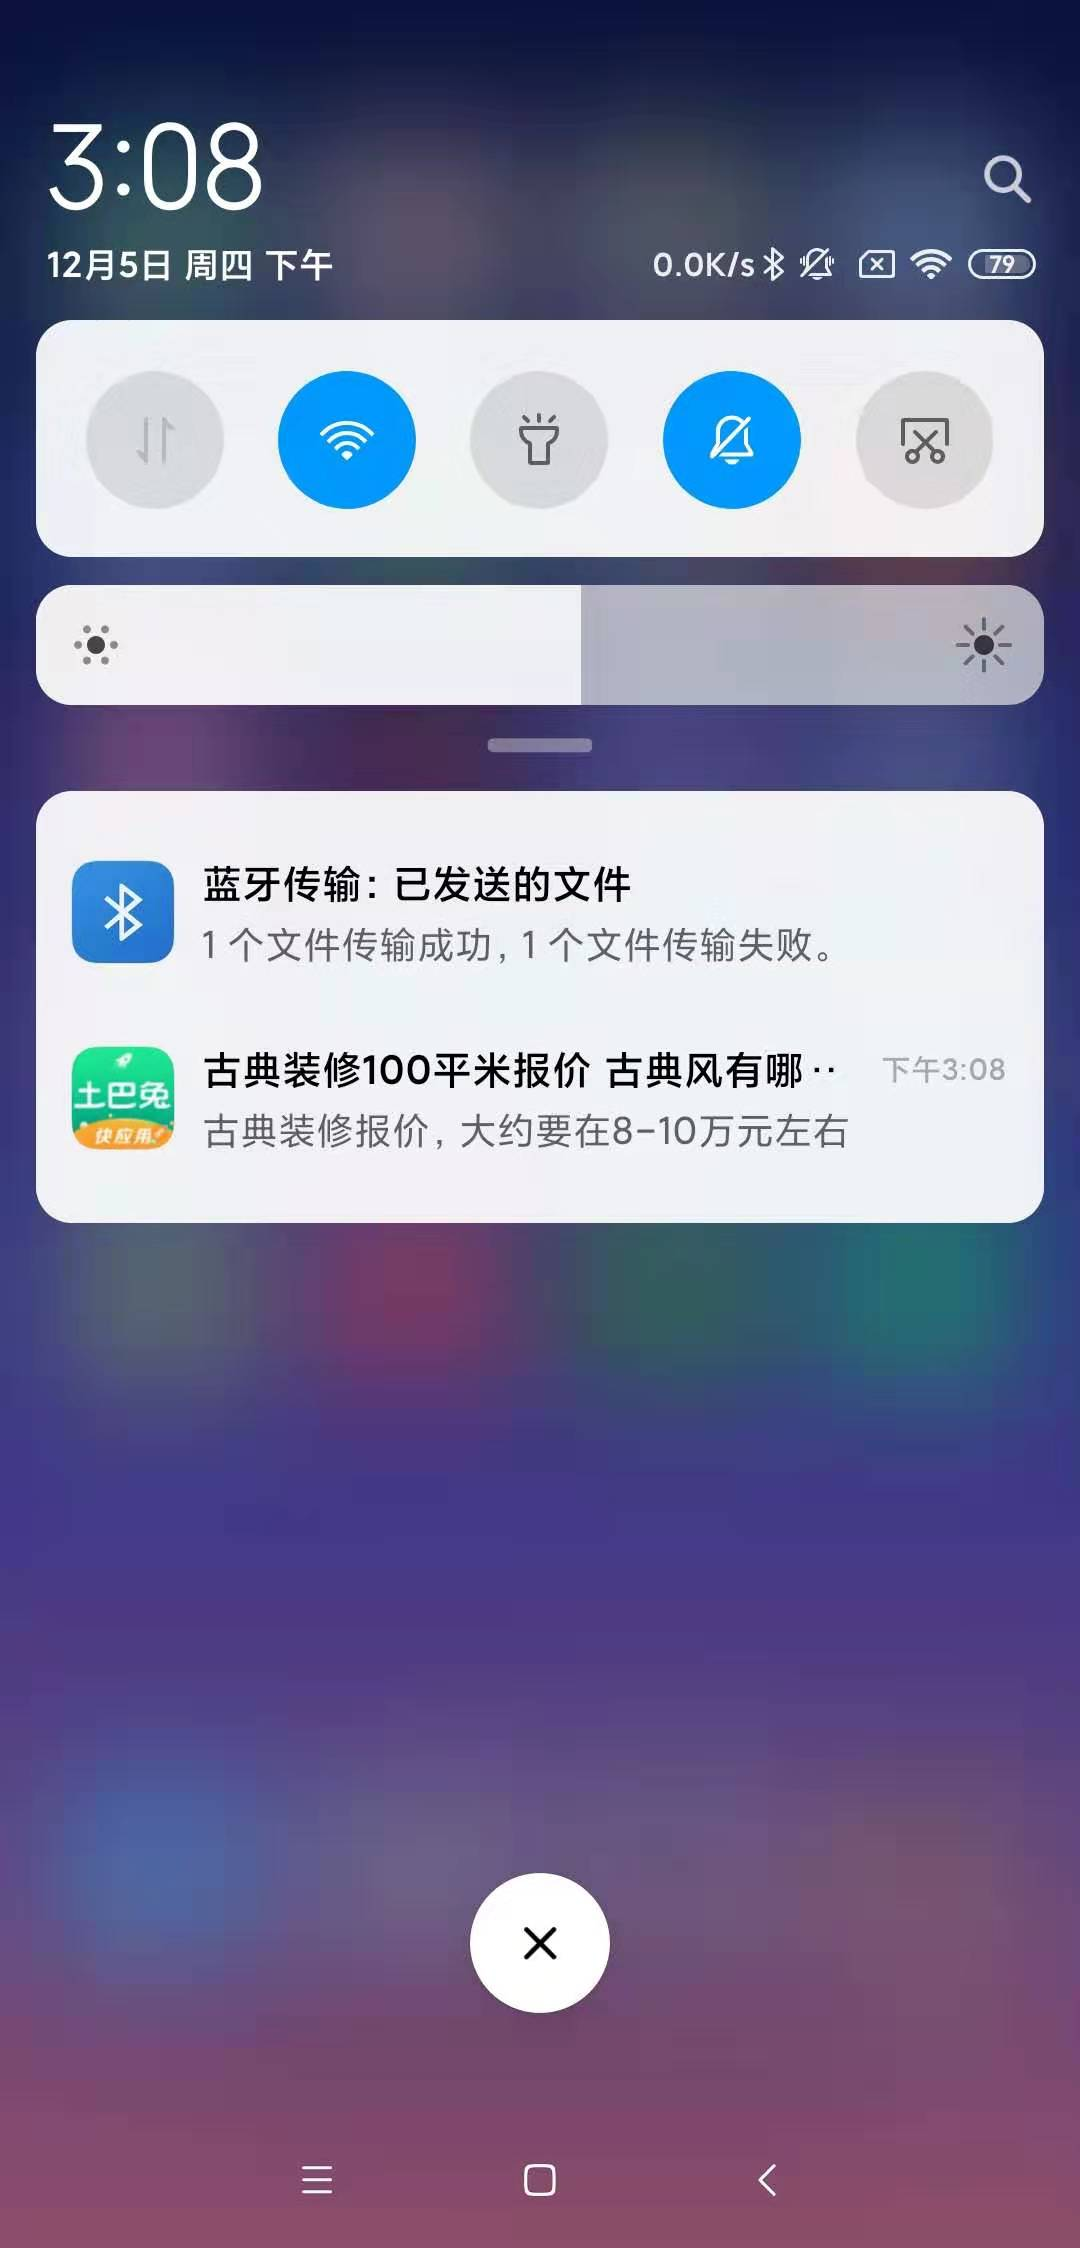 3:08
12月5日 周四 下午
0.0K/s
79
蓝牙传输：已发送的文件
1 个文件传输成功，1 个文件传输失败。
土巴兔
快应用
古典装修100平米报价 古典风有哪··
下午3:08
古典装修报价，大约要在8-10万元左右